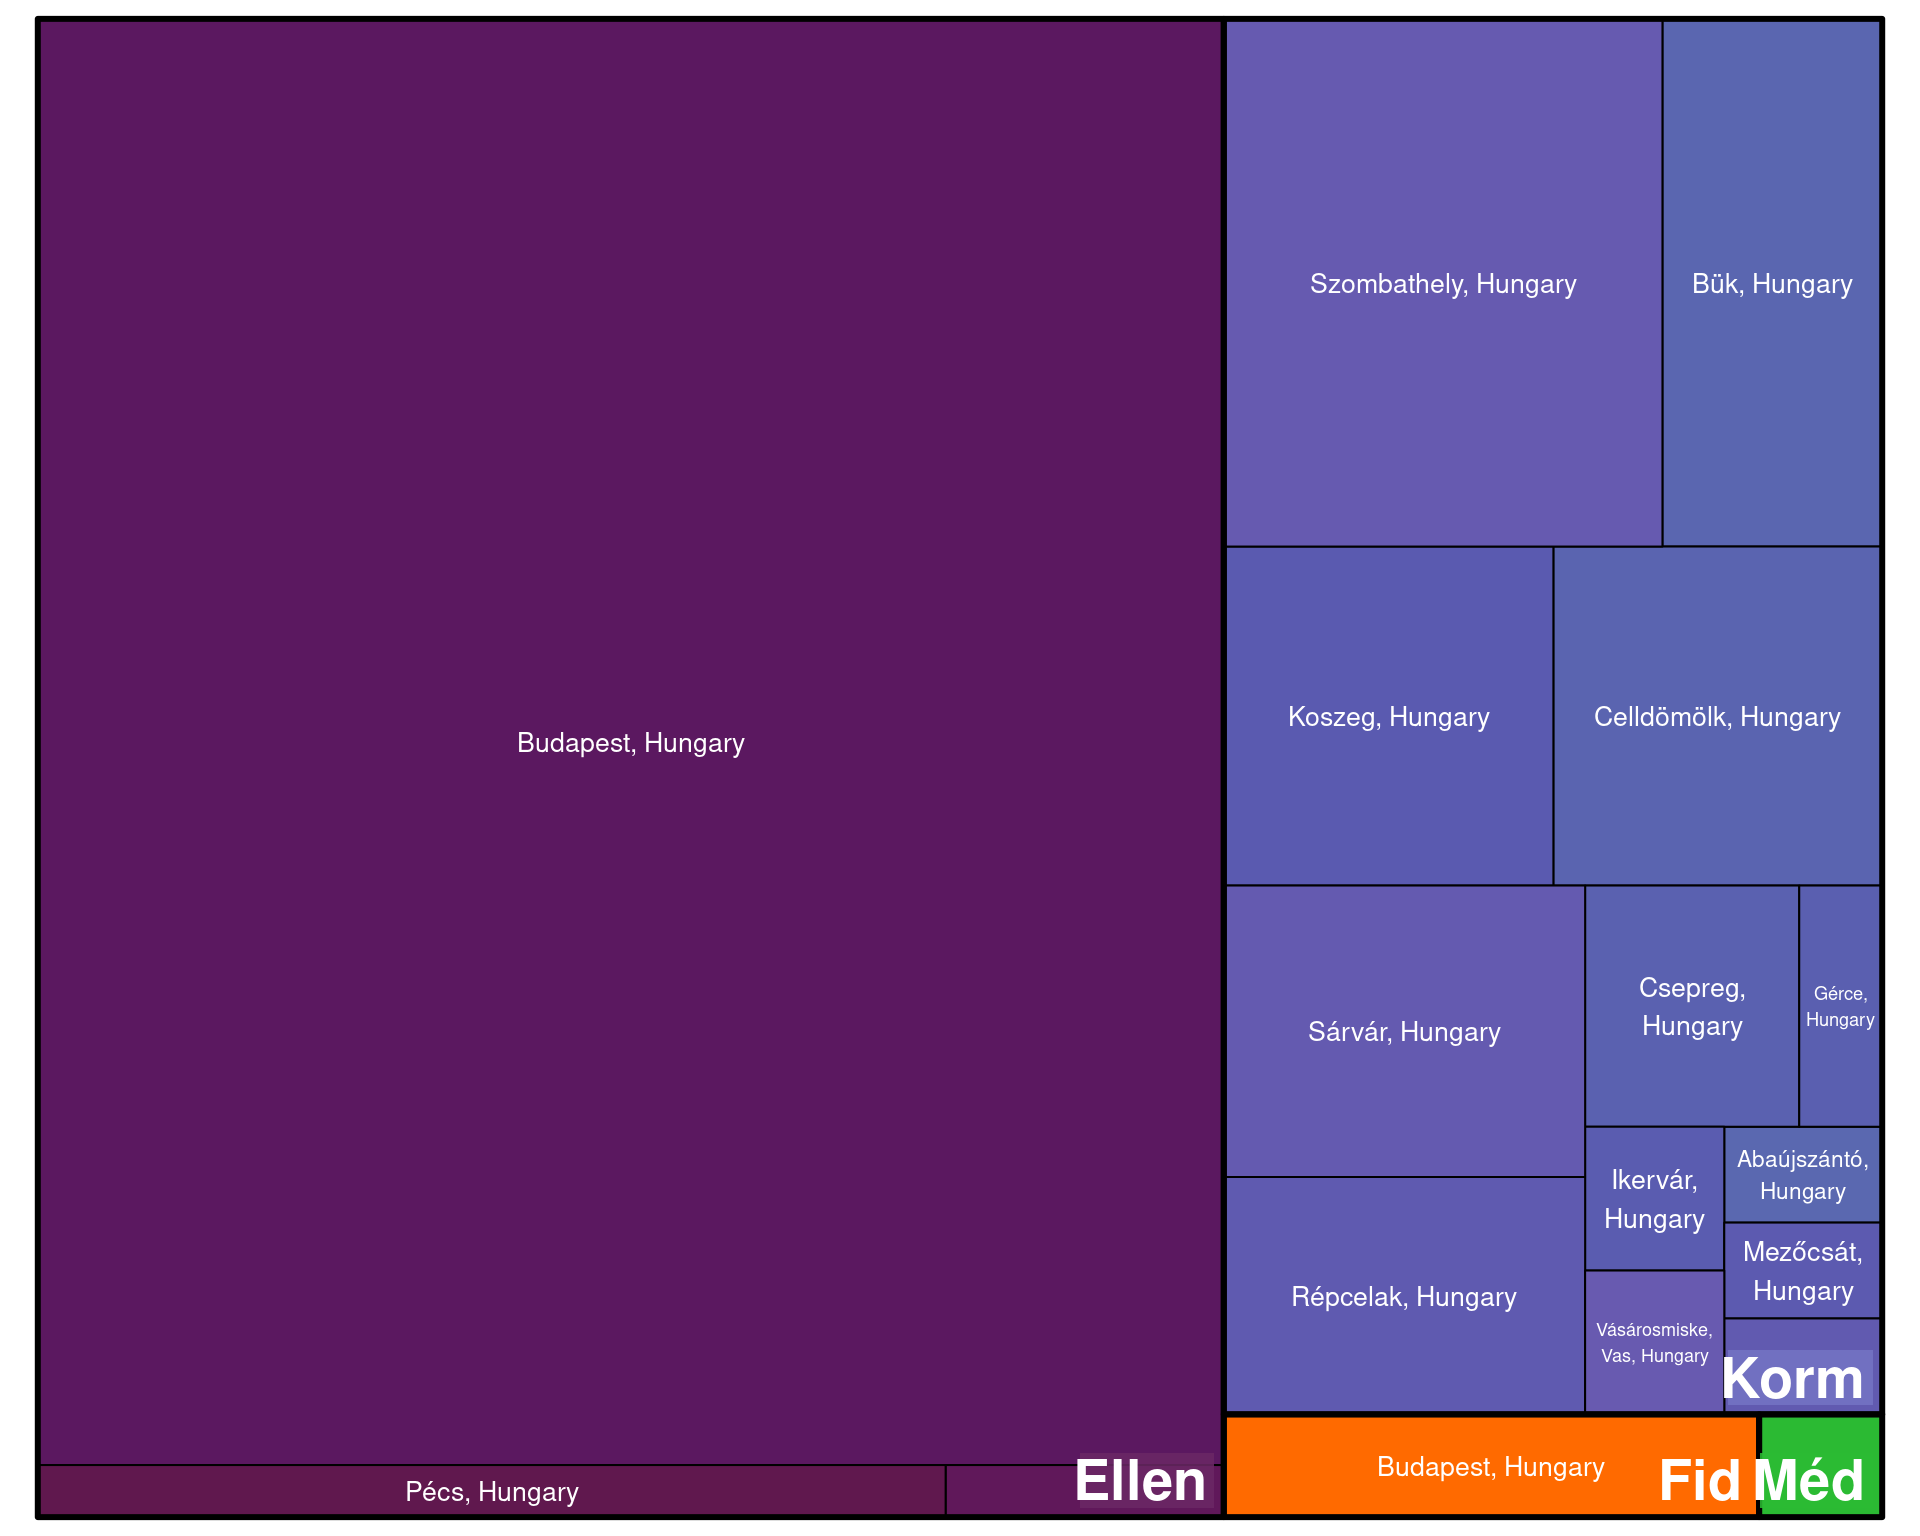 Budapest, Hungary
Pécs, Hungary
Ellen
Szombathely, Hungary
Bük, Hungary
Koszeg, Hungary
Celldömölk, Hungary
Sárvár, Hungary
Csepreg,
Hungary
Gérce,
Hungary
Répcelak, Hungary
Ikervár,
Hungary
Abaújszántó,
Hungary
Mezőcsát,
Hungary
Vásárosmiske,
Vas, Hungary
Korm
Budapest, Hungary
Fid
Méd